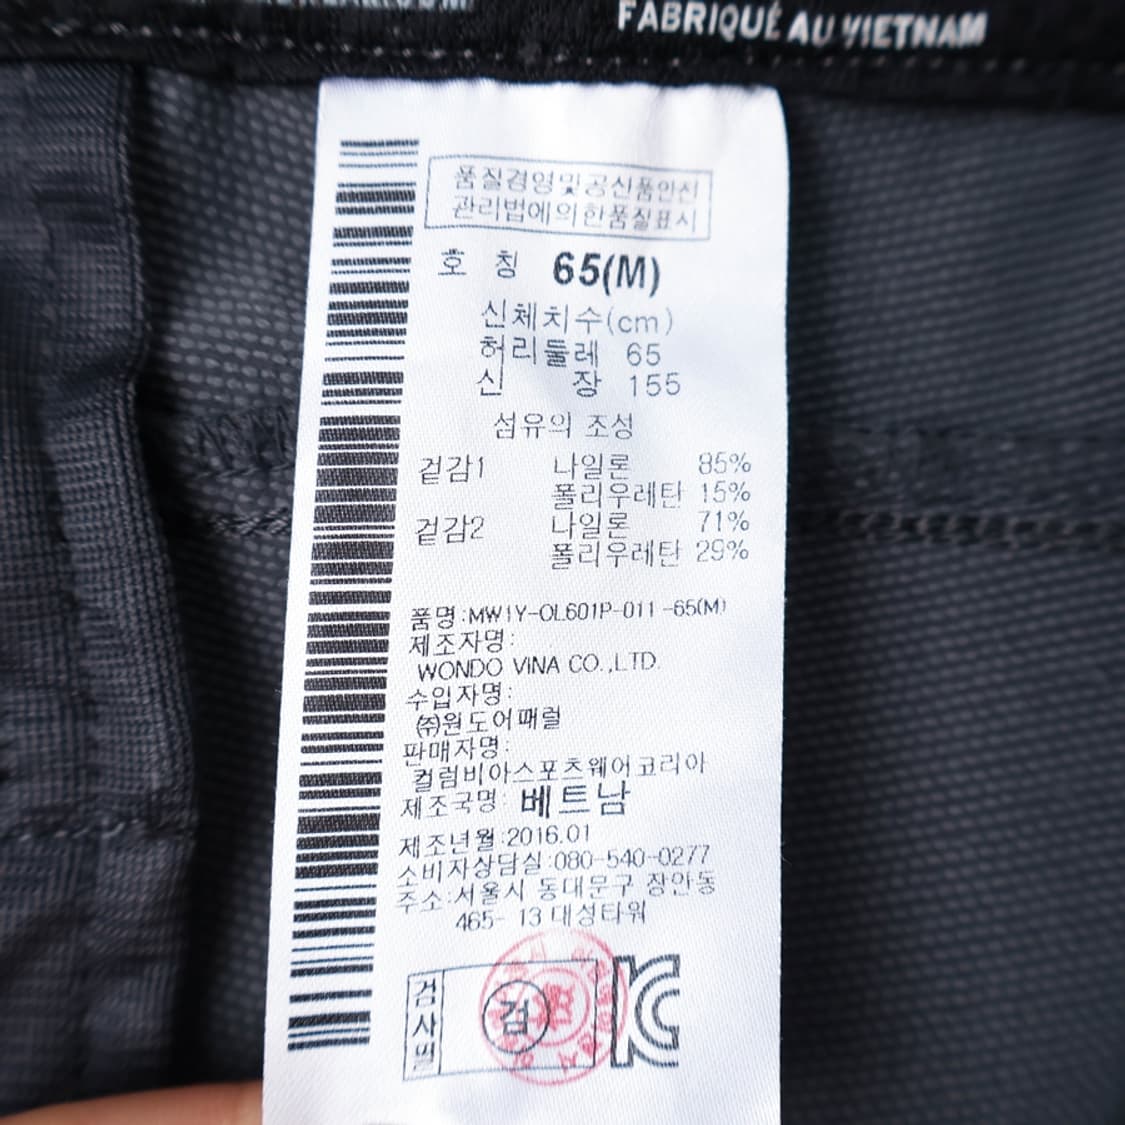 FABRIQUÉ AU VIETNAM
품질경영및공산품안전
관리법에의한품질표시
호 칭 65(M)
신체치수(cm)
허리둘레 65
신 장 155
섬유의 조성
겉감1 나일론 85%
폴리우레탄 15%
겉감2 나일론 71%
폴리우레탄 29%
품명:MW1Y-OL601P-011-65(M)
제조자명:
WONDO VINA CO.,LTD.
수입자명:
㈜원도어패럴
판매자명:
컬럼비아스포츠웨어코리아
제조국명: 베트남
제조년월:2016.01
소비자상담실:080-540-0277
주소:서울시 동대문구 장안동
465-13 대성타워
검사필 검 KC